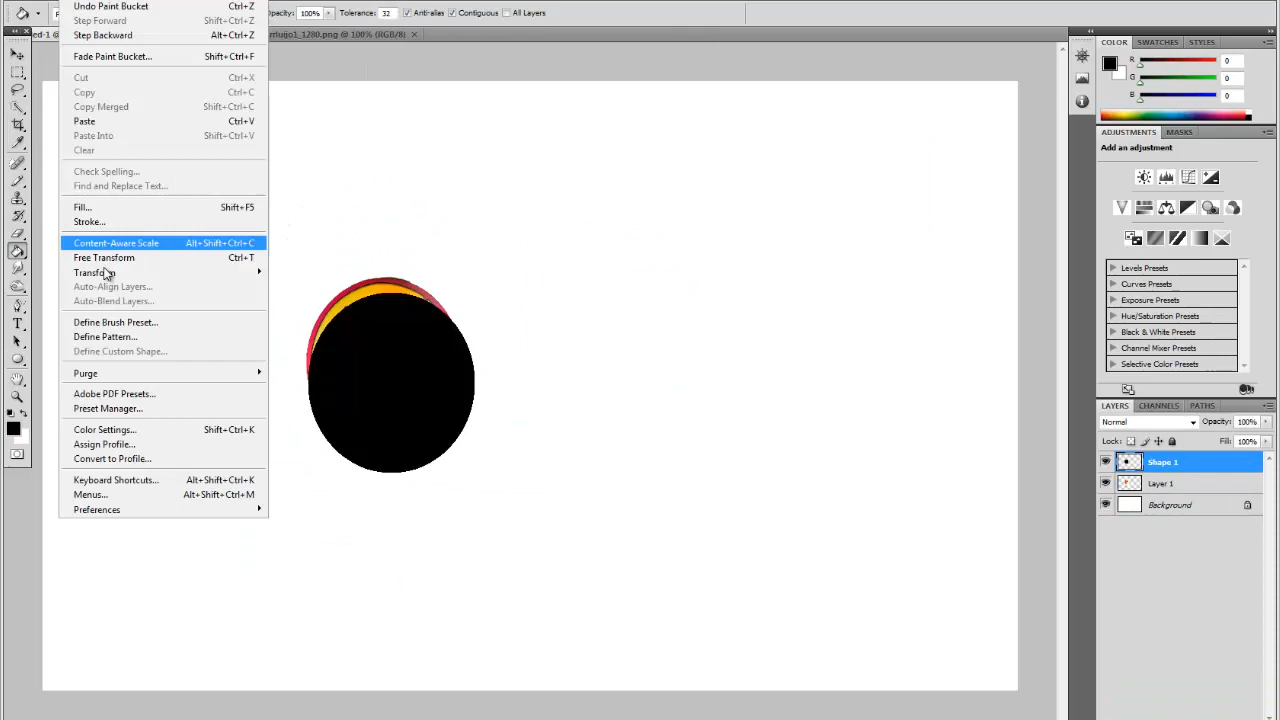 Undo Paint Bucket Ctrl+Z
Opacity: 100% Tolerance: 32 Anti-alias Contiguous All Layers
Step Forward Shift+Ctrl+Z
Step Backward Alt+Ctrl+Z
Fade Paint Bucket... Shift+Ctrl+F
Cut Ctrl+X
Copy Ctrl+C
Copy Merged Shift+Ctrl+C
Paste Ctrl+V
Paste Into Shift+Ctrl+V
Clear
Check Spelling...
Find and Replace Text...
Fill... Shift+F5
Stroke...
Content-Aware Scale Alt+Shift+Ctrl+C
Free Transform Ctrl+T
Transform
Auto-Align Layers...
Auto-Blend Layers...
Define Brush Preset...
Define Pattern...
Define Custom Shape...
Purge
Adobe PDF Presets...
Preset Manager...
Color Settings... Shift+Ctrl+K
Assign Profile...
Convert to Profile...
Keyboard Shortcuts... Alt+Shift+Ctrl+K
Menus... Alt+Shift+Ctrl+M
Preferences
_1280.png @ 100% (RGB/8)
COLOR SWATCHES STYLES
R 0
G 0
B 0
ADJUSTMENTS MASKS
Add an adjustment
Levels Presets
Curves Presets
Exposure Presets
Hue/Saturation Presets
Black & White Presets
Channel Mixer Presets
Selective Color Presets
LAYERS CHANNELS PATHS
Normal Opacity: 100%
Lock: Fill: 100%
Shape 1
Layer 1
Background